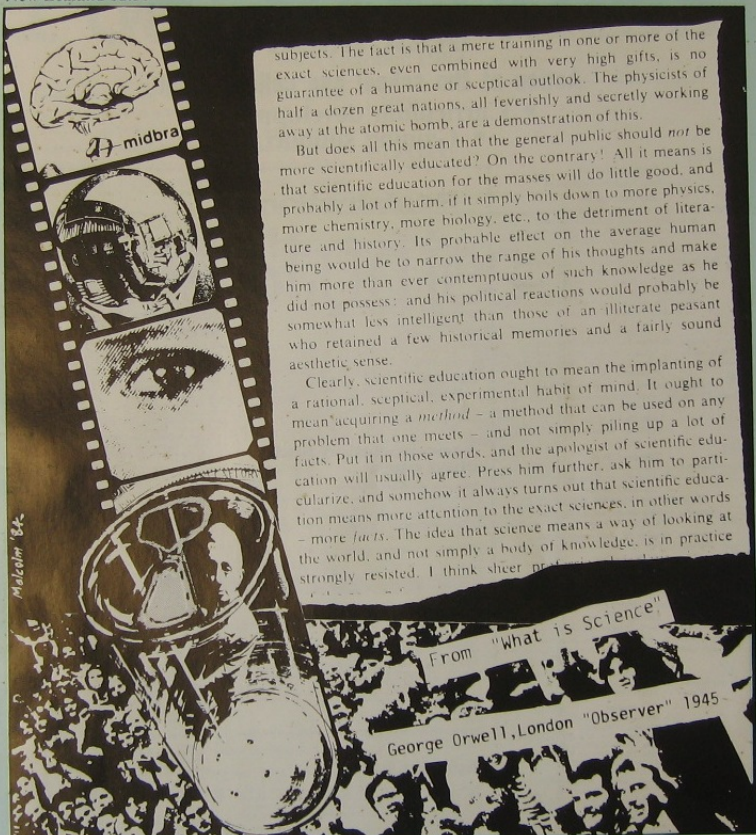 midbra
subjects. The fact is that a mere training in one or more of the
exact sciences, even combined with very high gifts, is no
guarantee of a humane or sceptical outlook. The physicists of
half a dozen great nations, all feverishly and secretly working
away at the atomic bomb, are a demonstration of this.
But does all this mean that the general public should not be
more scientifically educated? On the contrary! All it means is
that scientific education for the masses will do little good, and
probably a lot of harm, if it simply boils down to more physics,
more chemistry, more biology, etc., to the detriment of litera-
ture and history. Its probable effect on the average human
being would be to narrow the range of his thoughts and make
him more than ever contemptuous of such knowledge as he
did not possess: and his political reactions would probably be
somewhat less intelligent than those of an illiterate peasant
who retained a few historical memories and a fairly sound
aesthetic sense.
Clearly, scientific education ought to mean the implanting of
a rational, sceptical, experimental habit of mind. It ought to
mean acquiring a method – a method that can be used on any
problem that one meets – and not simply piling up a lot of
facts. Put it in those words, and the apologist of scientific edu-
cation will usually agree. Press him further, ask him to parti-
cularize, and somehow it always turns out that scientific educa-
tion means more attention to the exact sciences, in other words
– more facts. The idea that science means a way of looking at
the world, and not simply a body of knowledge, is in practice
strongly resisted. I think sheer
Malcolm '84
From "What is Science"
George Orwell, London "Observer" 1945